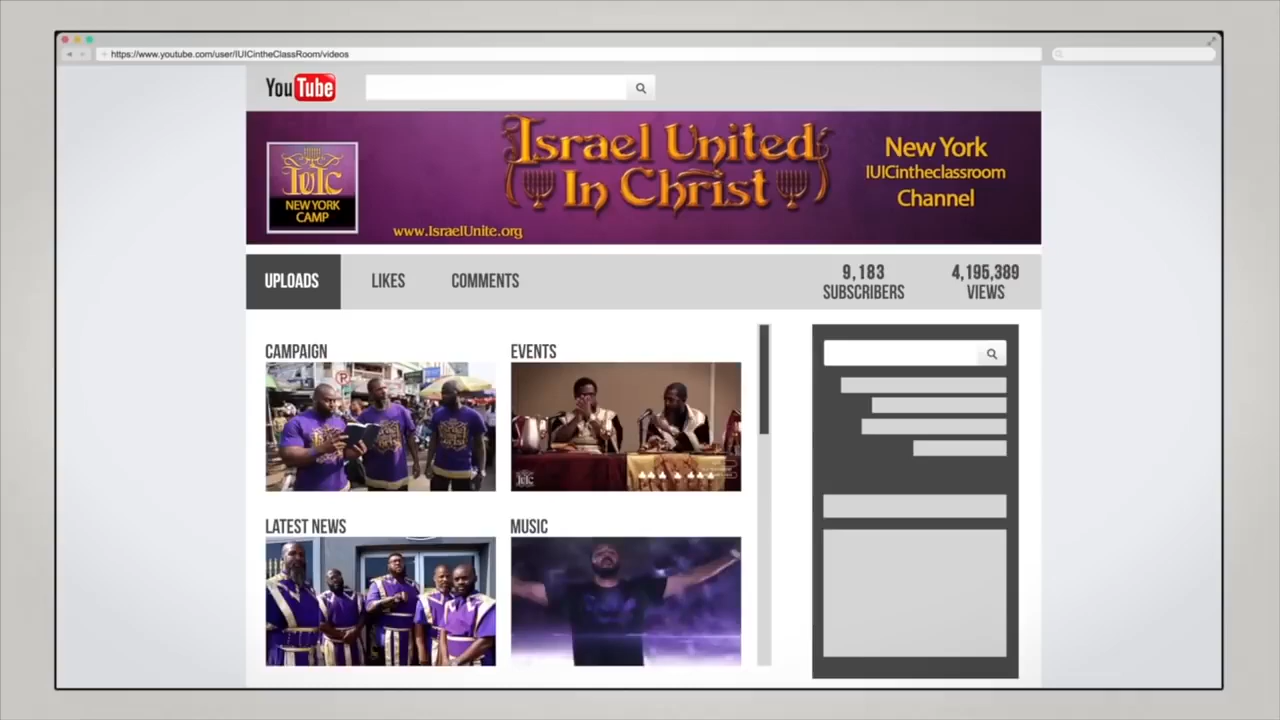 https://www.youtube.com/user/IUICintheClassRoom/videos
YouTube
Israel United
In Christ
New York
IUICintheclassroom
Channel
IUIC
NEW YORK
CAMP
www.IsraelUnite.org
UPLOADS
LIKES
COMMENTS
9,183
SUBSCRIBERS
4,195,389
VIEWS
CAMPAIGN
EVENTS
LATEST NEWS
MUSIC